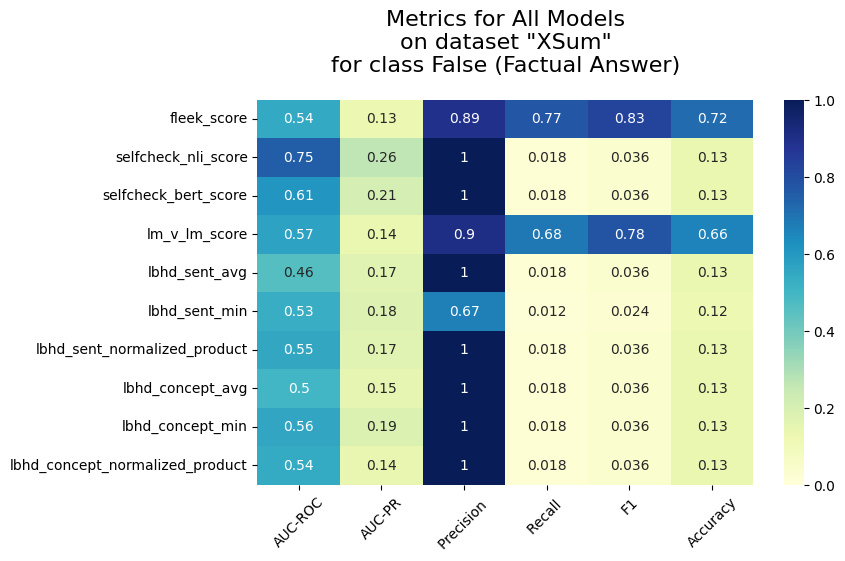 Metrics for All Models
on dataset "XSum"
for class False (Factual Answer)
fleek_score 0.54 0.13 0.89 0.77 0.83 0.72
selfcheck_nli_score 0.75 0.26 1 0.018 0.036 0.13
selfcheck_bert_score 0.61 0.21 1 0.018 0.036 0.13
lm_v_lm_score 0.57 0.14 0.9 0.68 0.78 0.66
lbhd_sent_avg 0.46 0.17 1 0.018 0.036 0.13
lbhd_sent_min 0.53 0.18 0.67 0.012 0.024 0.12
lbhd_sent_normalized_product 0.55 0.17 1 0.018 0.036 0.13
lbhd_concept_avg 0.5 0.15 1 0.018 0.036 0.13
lbhd_concept_min 0.56 0.19 1 0.018 0.036 0.13
lbhd_concept_normalized_product 0.54 0.14 1 0.018 0.036 0.13
AUC-ROC AUC-PR Precision Recall F1 Accuracy
1.0
0.8
0.6
0.4
0.2
0.0